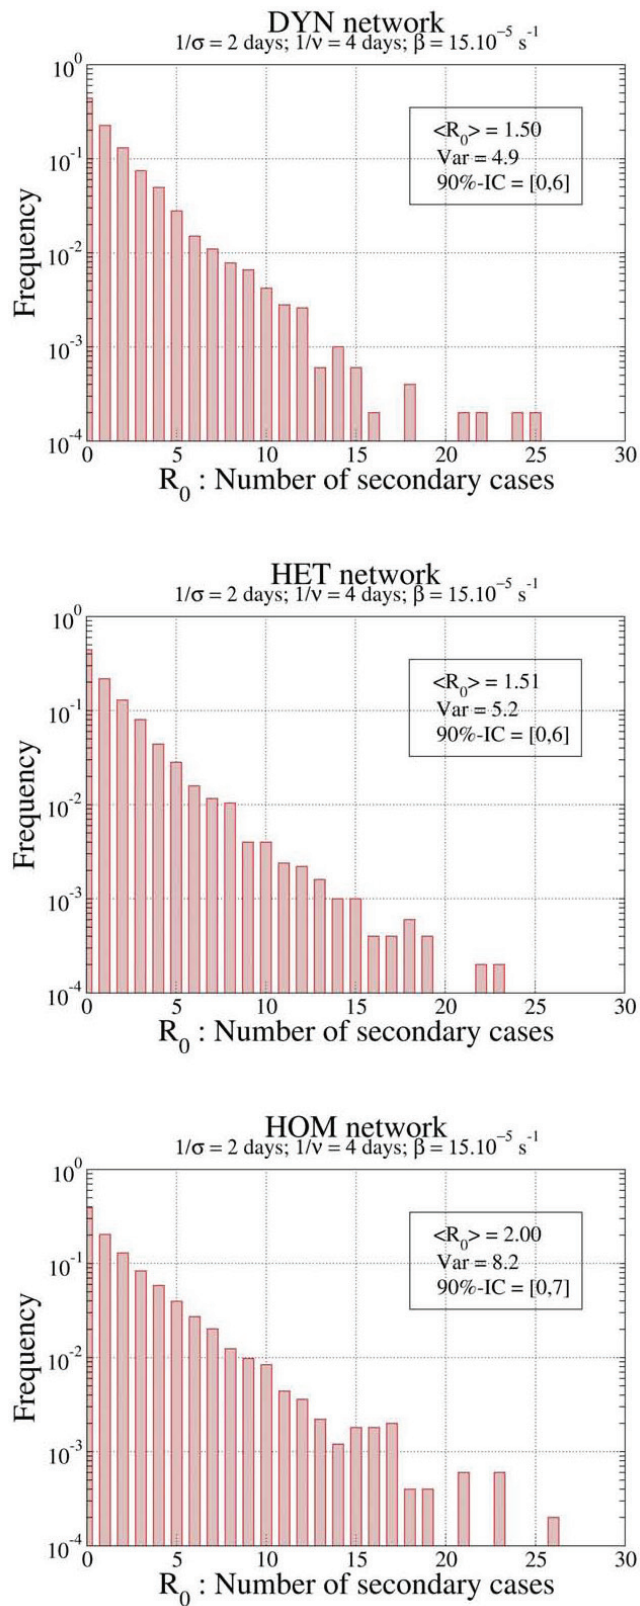 DYN network
1/σ = 2 days; 1/ν = 4 days; β = 15.10⁻⁵ s⁻¹
10⁰
10⁻¹
10⁻²
10⁻³
10⁻⁴
Frequency
<R₀> = 1.50
Var = 4.9
90%-IC = [0,6]
0 5 10 15 20 25 30
R₀ : Number of secondary cases
HET network
1/σ = 2 days; 1/ν = 4 days; β = 15.10⁻⁵ s⁻¹
10⁰
10⁻¹
10⁻²
10⁻³
10⁻⁴
Frequency
<R₀> = 1.51
Var = 5.2
90%-IC = [0,6]
0 5 10 15 20 25 30
R₀ : Number of secondary cases
HOM network
1/σ = 2 days; 1/ν = 4 days; β = 15.10⁻⁵ s⁻¹
10⁰
10⁻¹
10⁻²
10⁻³
10⁻⁴
Frequency
<R₀> = 2.00
Var = 8.2
90%-IC = [0,7]
0 5 10 15 20 25 30
R₀ : Number of secondary cases